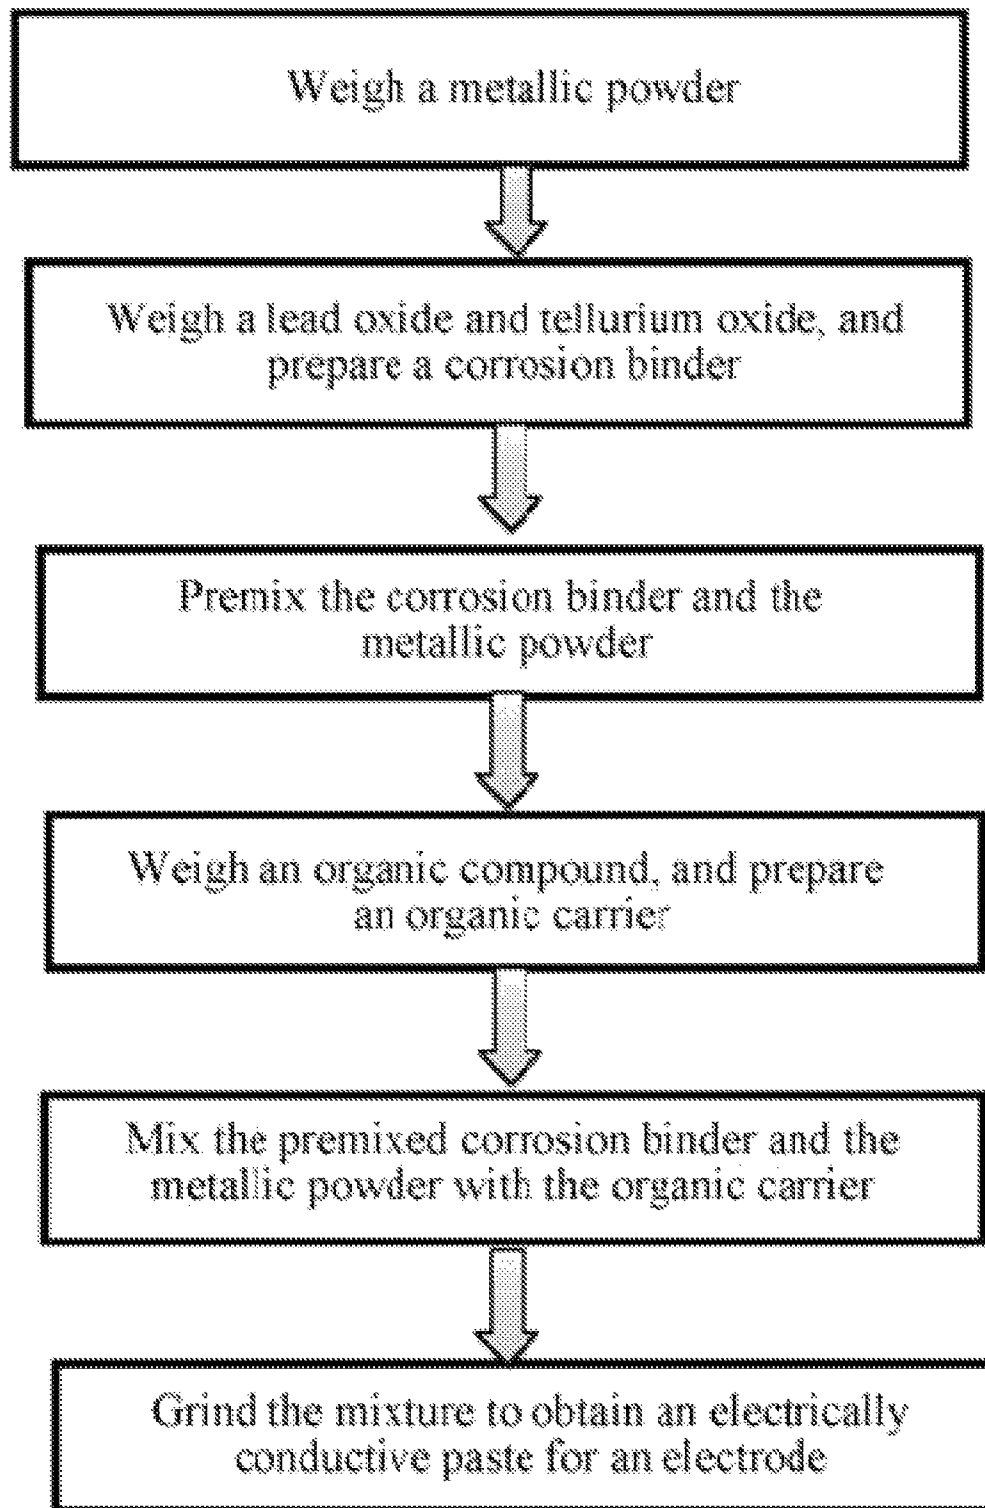 Weigh a metallic powder
Weigh a lead oxide and tellurium oxide, and
prepare a corrosion binder
Premix the corrosion binder and the
metallic powder
Weigh an organic compound, and prepare
an organic carrier
Mix the premixed corrosion binder and the
metallic powder with the organic carrier
Grind the mixture to obtain an electrically
conductive paste for an electrode